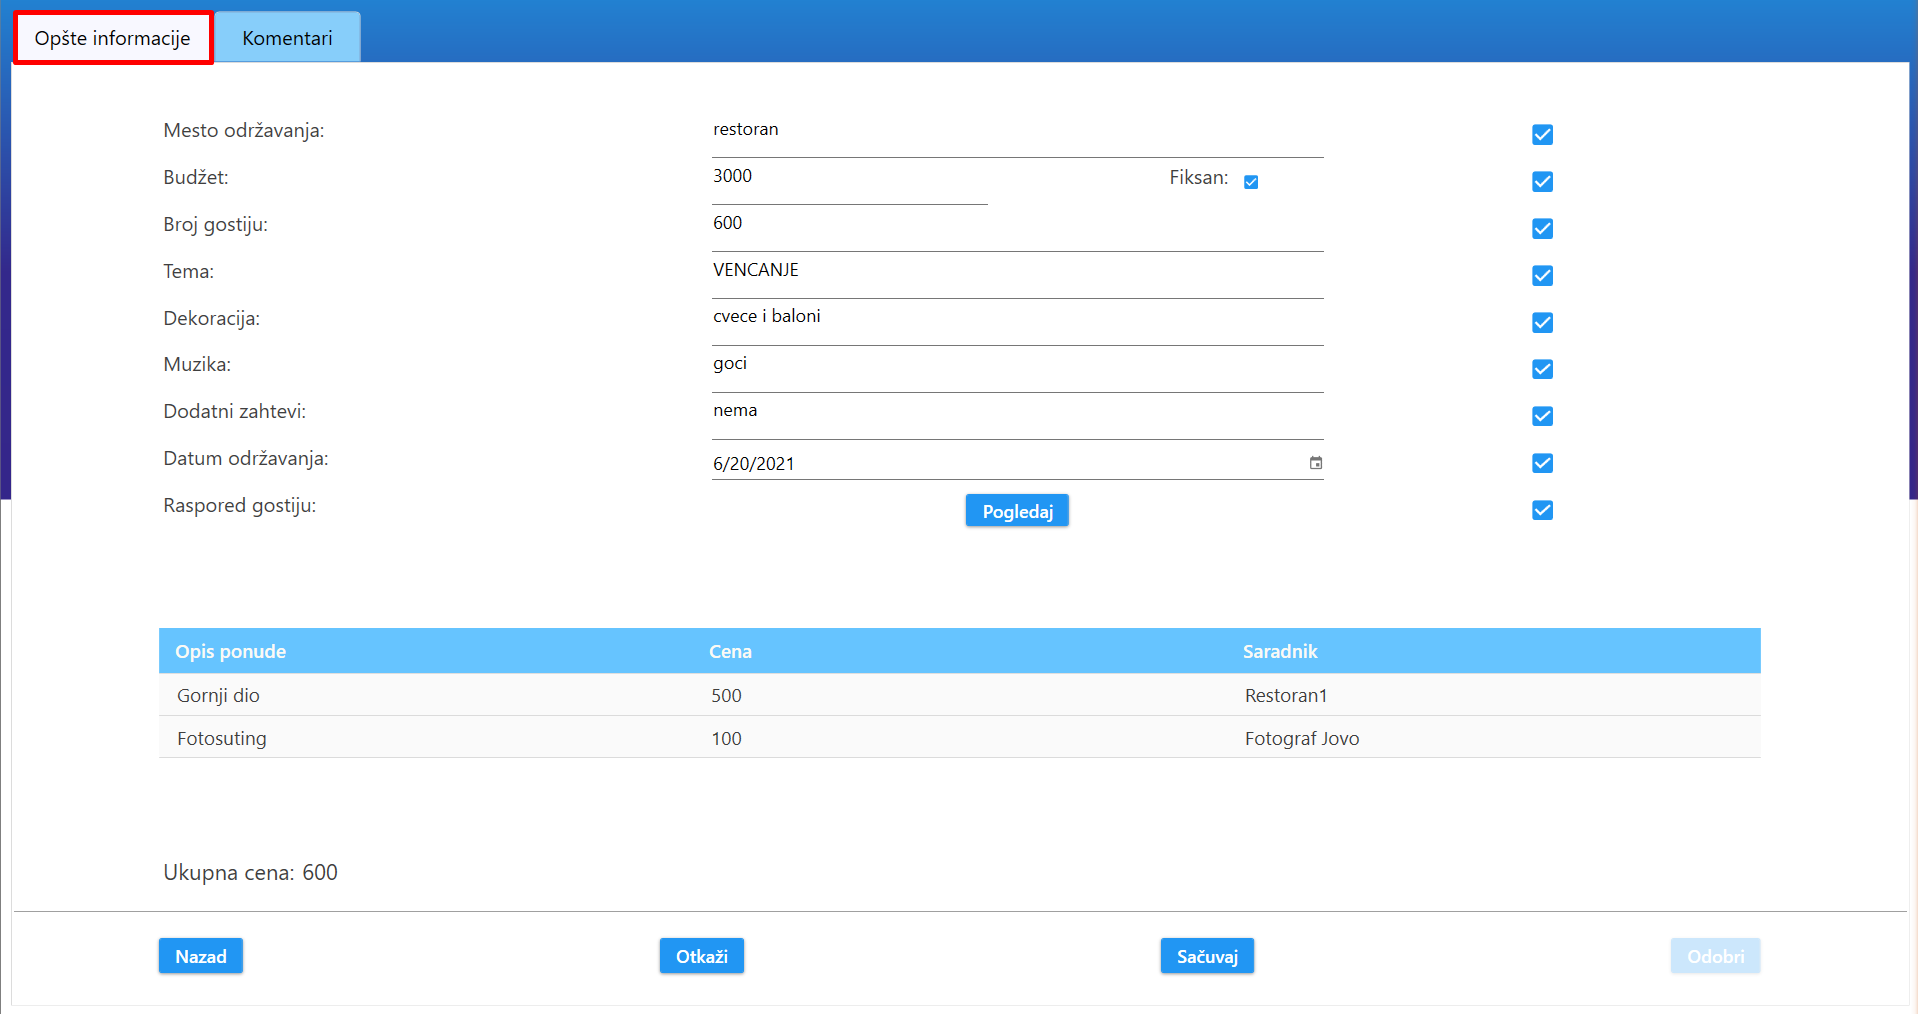 Opšte informacije Komentari
Mesto održavanja: restoran
Budžet: 3000 Fiksan:
Broj gostiju: 600
Tema: VENCANJE
Dekoracija: cvece i baloni
Muzika: goci
Dodatni zahtevi: nema
Datum održavanja: 6/20/2021
Raspored gostiju: Pogledaj
Opis ponude Cena Saradnik
Gornji dio 500 Restoran1
Fotosuting 100 Fotograf Jovo
Ukupna cena: 600
Nazad Otkaži Sačuvaj Odobri